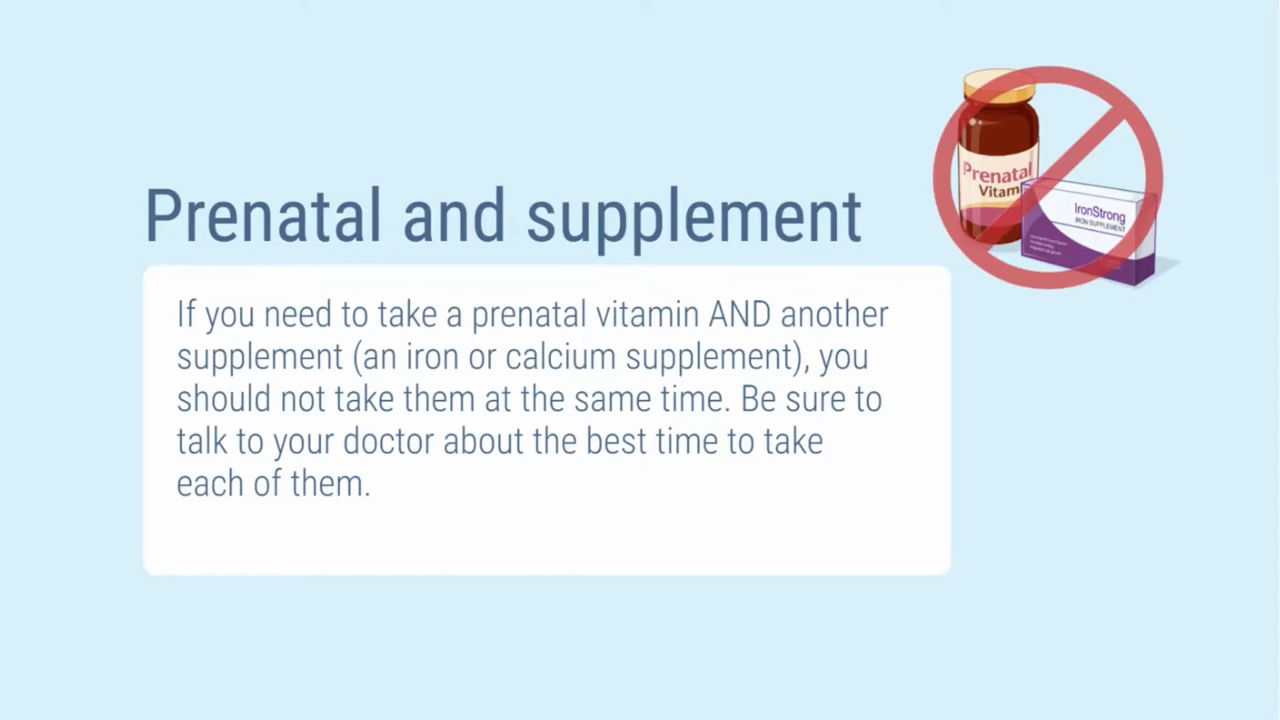 Prenatal and supplement
If you need to take a prenatal vitamin AND another
supplement (an iron or calcium supplement), you
should not take them at the same time. Be sure to
talk to your doctor about the best time to take
each of them.
Prenatal
Vitam
IronStrong
IRON SUPPLEMENT